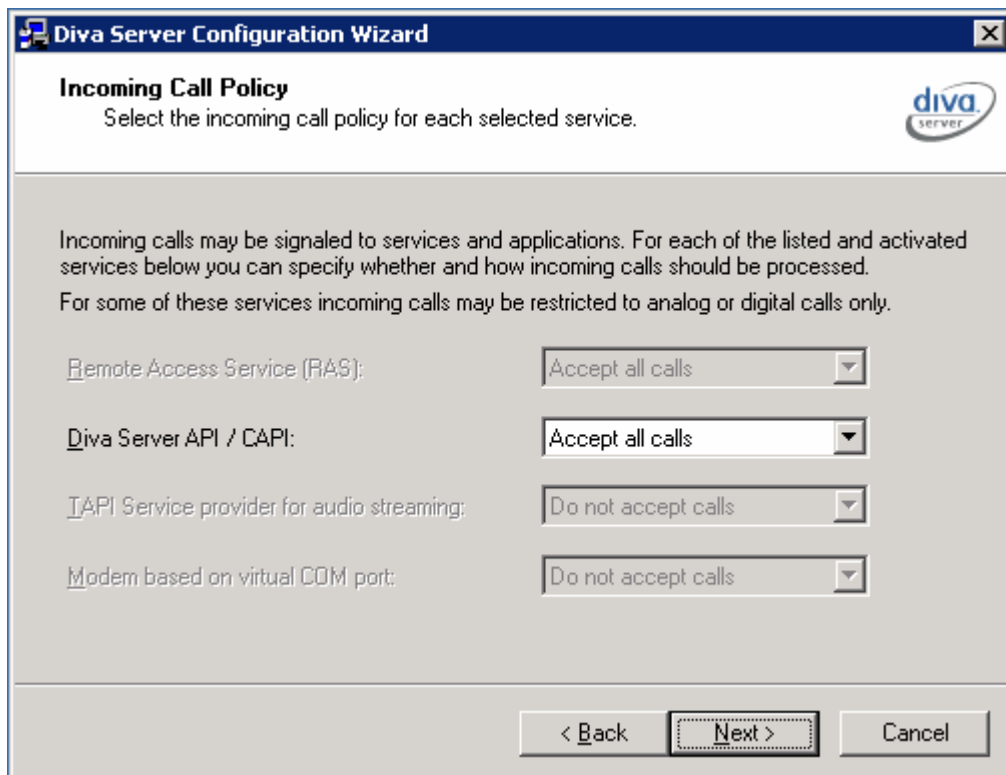 Diva Server Configuration Wizard
Incoming Call Policy
Select the incoming call policy for each selected service.
diva
server
Incoming calls may be signaled to services and applications. For each of the listed and activated
services below you can specify whether and how incoming calls should be processed.
For some of these services incoming calls may be restricted to analog or digital calls only.
Remote Access Service (RAS): Accept all calls
Diva Server API / CAPI: Accept all calls
TAPI Service provider for audio streaming: Do not accept calls
Modem based on virtual COM port: Do not accept calls
< Back Next > Cancel